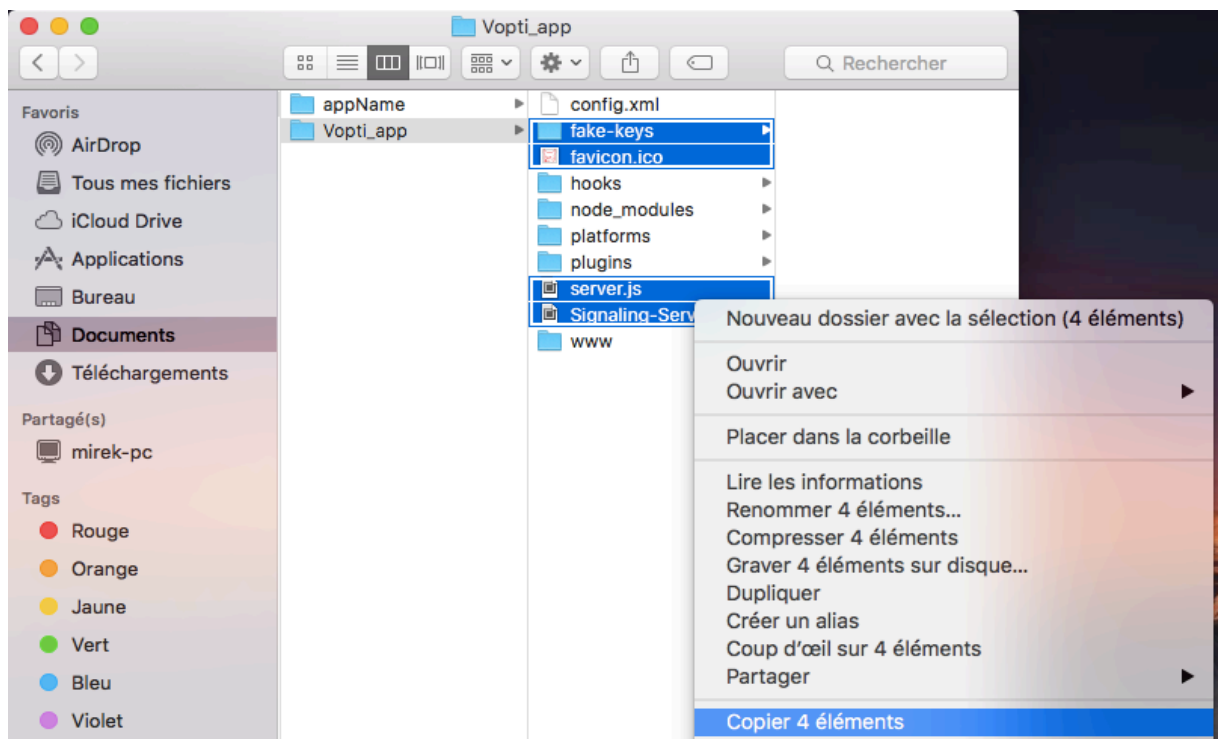 Vopti_app
Rechercher
Favoris
AirDrop
Tous mes fichiers
iCloud Drive
Applications
Bureau
Documents
Téléchargements
Partagé(s)
mirek-pc
Tags
Rouge
Orange
Jaune
Vert
Bleu
Violet
appName
Vopti_app
config.xml
fake-keys
favicon.ico
hooks
node_modules
platforms
plugins
server.js
Signaling-Serv
www
Nouveau dossier avec la sélection (4 éléments)
Ouvrir
Ouvrir avec
Placer dans la corbeille
Lire les informations
Renommer 4 éléments...
Compresser 4 éléments
Graver 4 éléments sur disque...
Dupliquer
Créer un alias
Coup d’œil sur 4 éléments
Partager
Copier 4 éléments